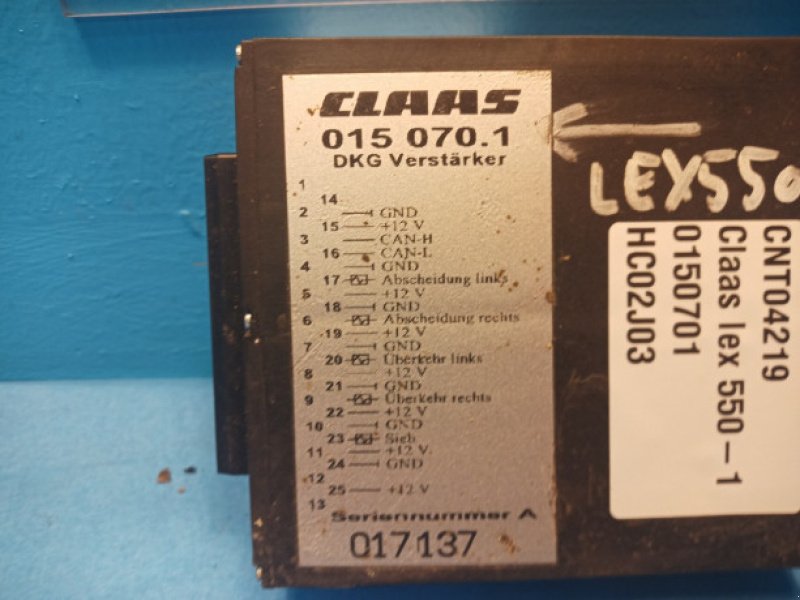 CLAAS
015 070.1
DKG Verstärker
1
14
2 GND
15 +12 V
3 CAN-H
16 CAN-L
4 GND
17 Abscheidung links
5 +12 V
18 GND
6 Abscheidung rechts
19 +12 V
7 GND
20 Überkehr links
8 +12 V
21 GND
9 Überkehr rechts
22 +12 V
10 GND
23 Sieb
11 +12 V
24 GND
12
25 +12 V
13
Seriennummer A
017137
LEX550
CNT04219
Claas lex 550-1
0150701
HC02J03